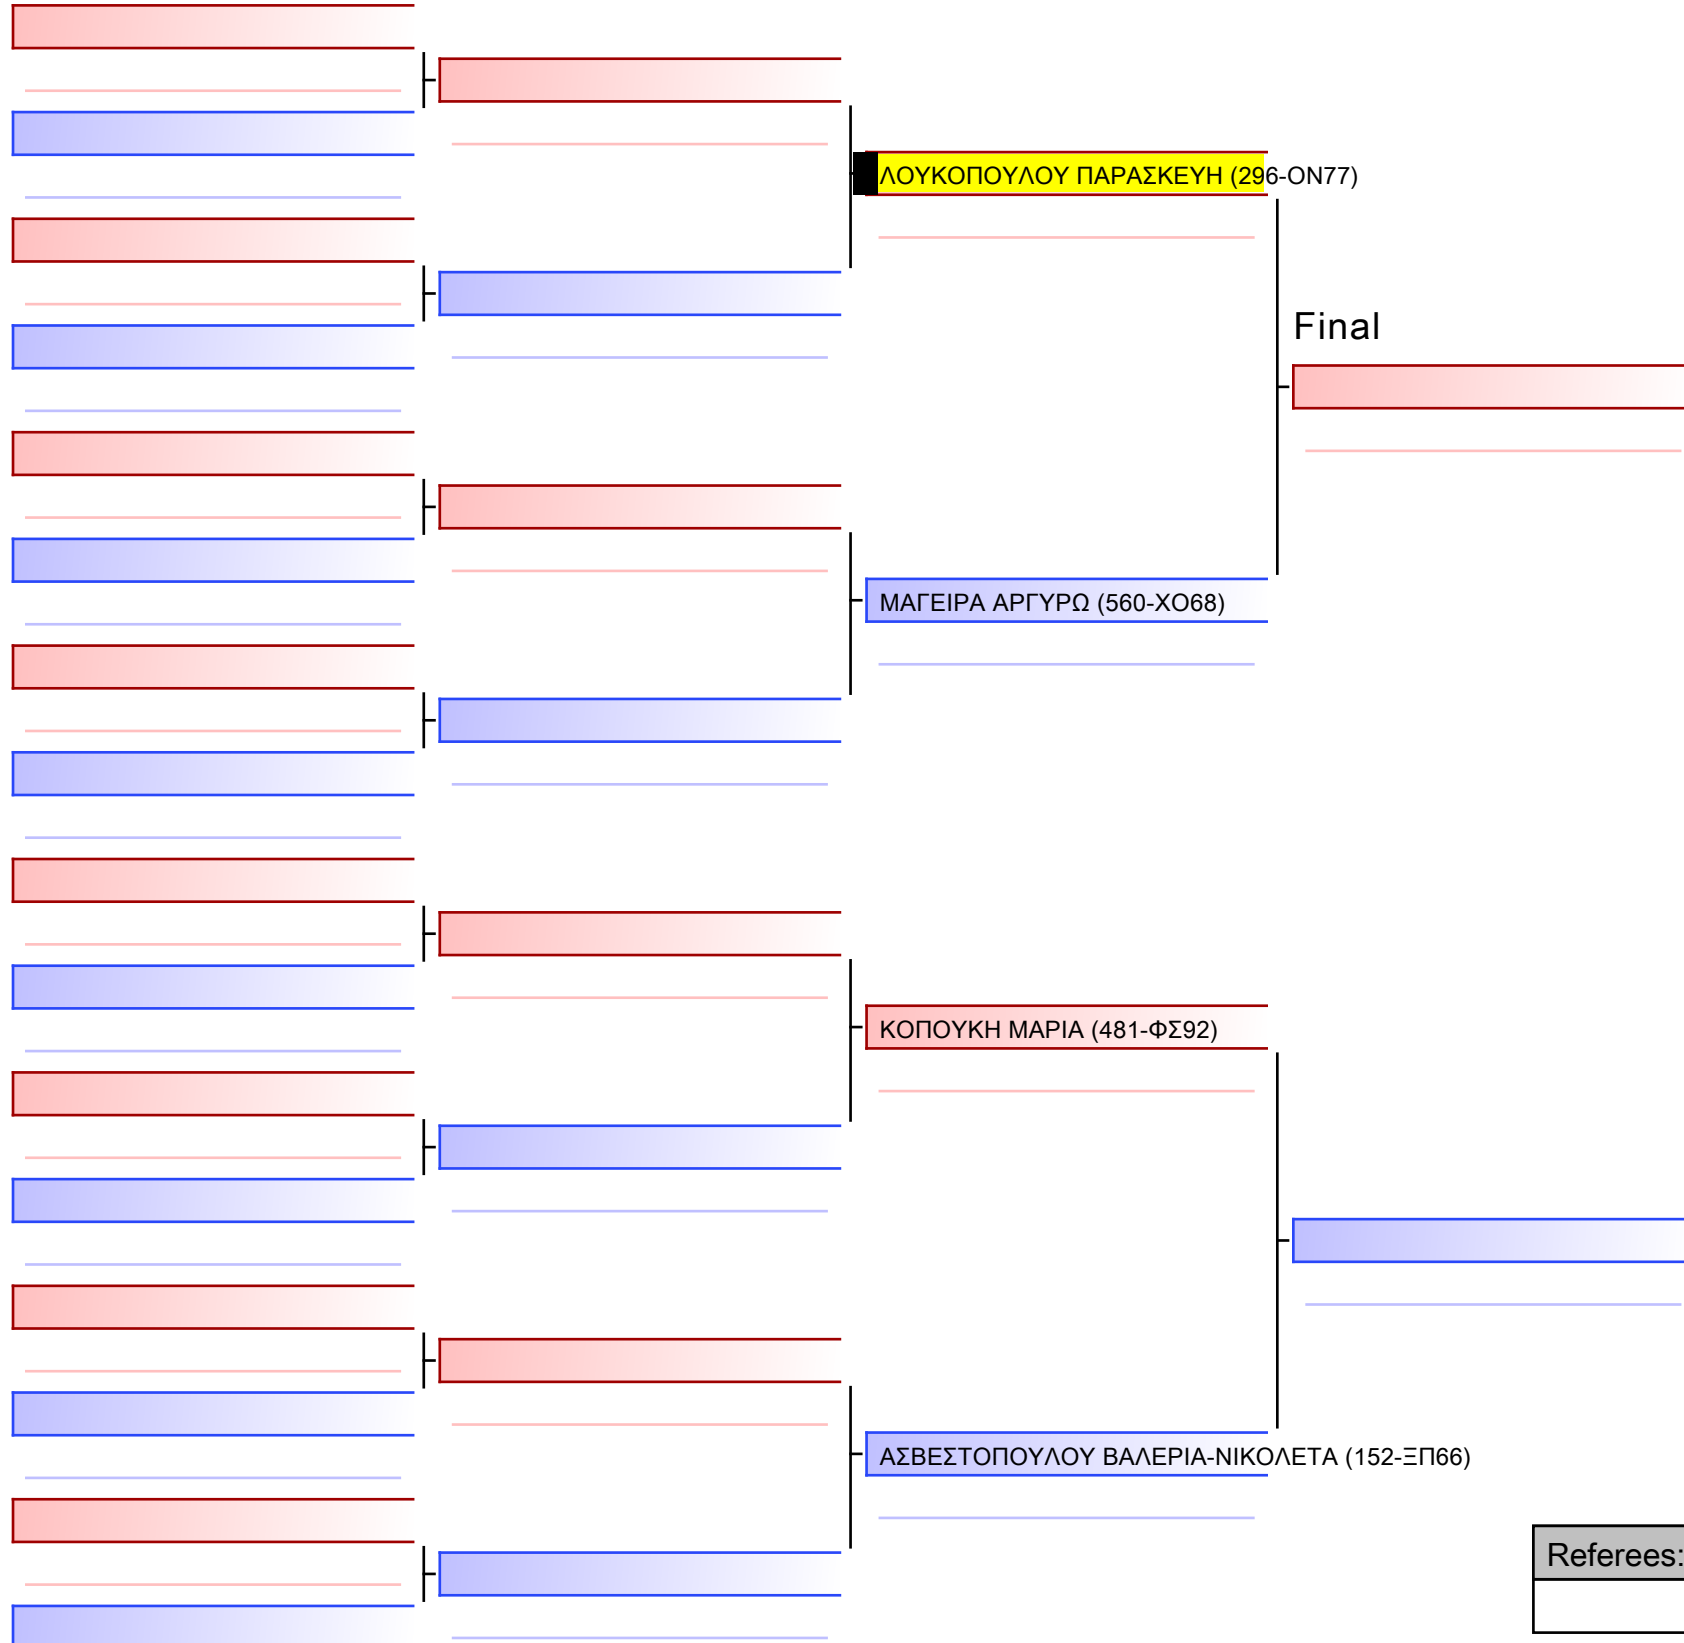 ΛΟΥΚΟΠΟΥΛΟΥ ΠΑΡΑΣΚΕΥΗ (296-ΟΝ77)
Final
ΜΑΓΕΙΡΑ ΑΡΓΥΡΩ (560-ΧΟ68)
ΚΟΠΟΥΚΗ ΜΑΡΙΑ (481-ΦΣ92)
ΑΣΒΕΣΤΟΠΟΥΛΟΥ ΒΑΛΕΡΙΑ-ΝΙΚΟΛΕΤΑ (152-ΞΠ66)
Referees: